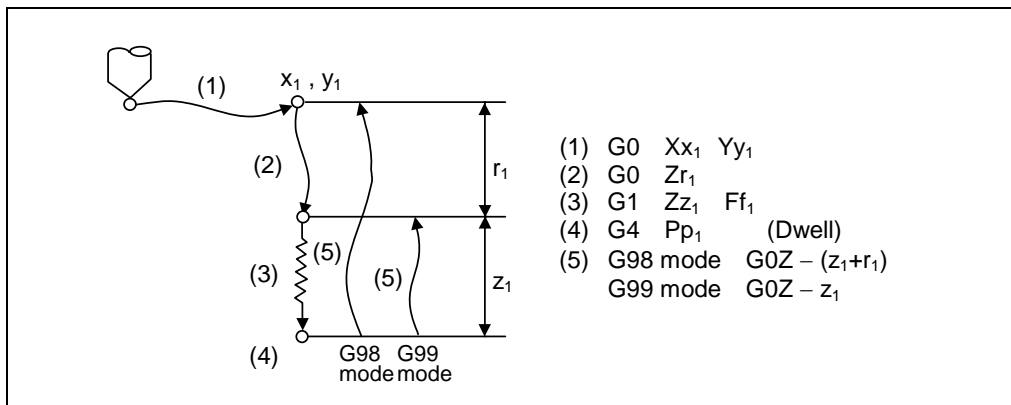 (1)
x₁ , y₁
(2)
r₁
(3)
(5)
(5)
z₁
(4)
G98 mode
G99 mode
(1) G0 Xx₁ Yy₁
(2) G0 Zr₁
(3) G1 Zz₁ Ff₁
(4) G4 Pp₁ (Dwell)
(5) G98 mode G0Z – (z₁+r₁)
G99 mode G0Z – z₁